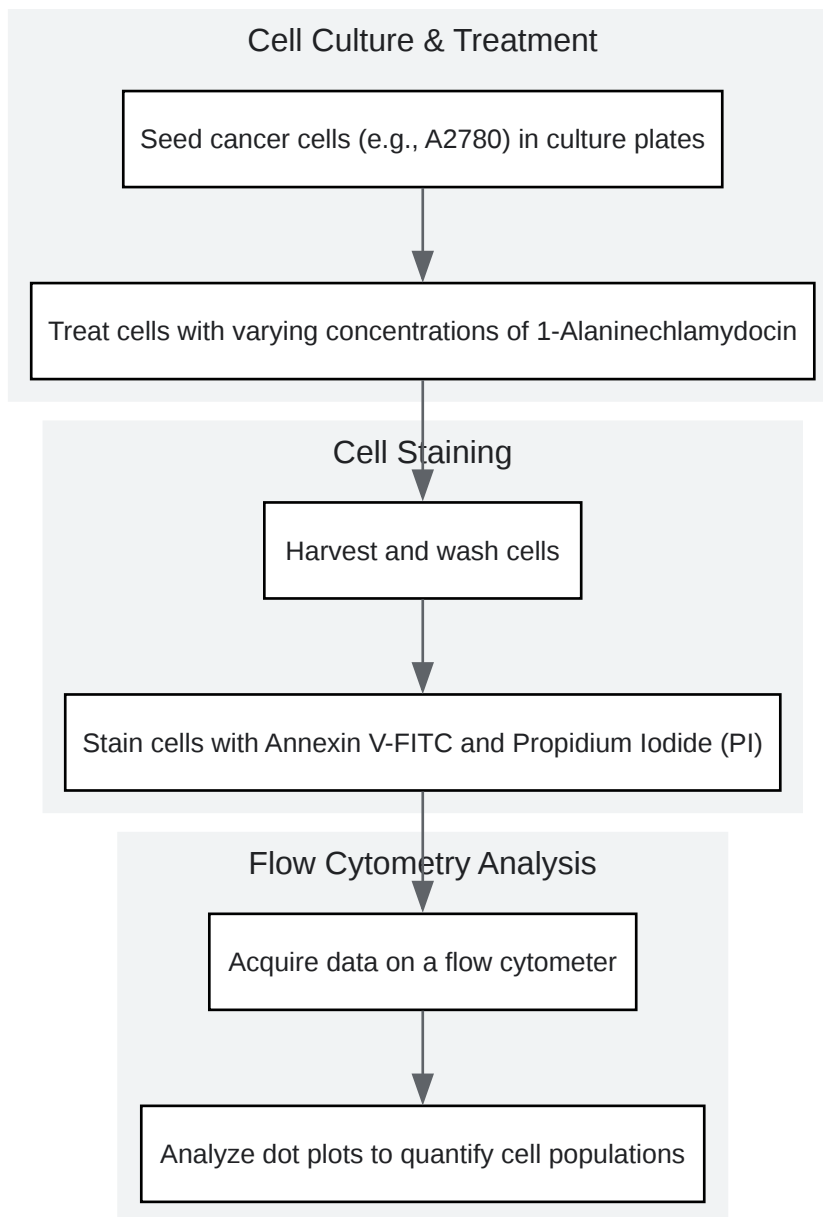 Cell Culture & Treatment
Seed cancer cells (e.g., A2780) in culture plates
Treat cells with varying concentrations of 1-Alaninechlamydocin
Cell Staining
Harvest and wash cells
Stain cells with Annexin V-FITC and Propidium Iodide (PI)
Flow Cytometry Analysis
Acquire data on a flow cytometer
Analyze dot plots to quantify cell populations